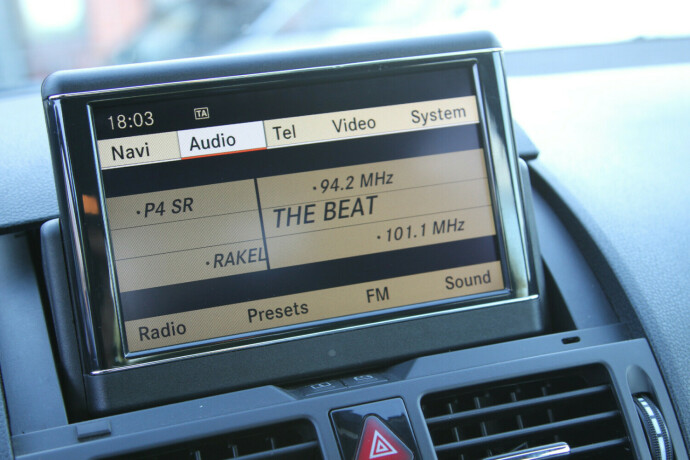 18:03 TA
Navi Audio Tel Video System
·P4 SR
·94.2 MHz
THE BEAT
·RAKEL
·101.1 MHz
Radio Presets FM Sound